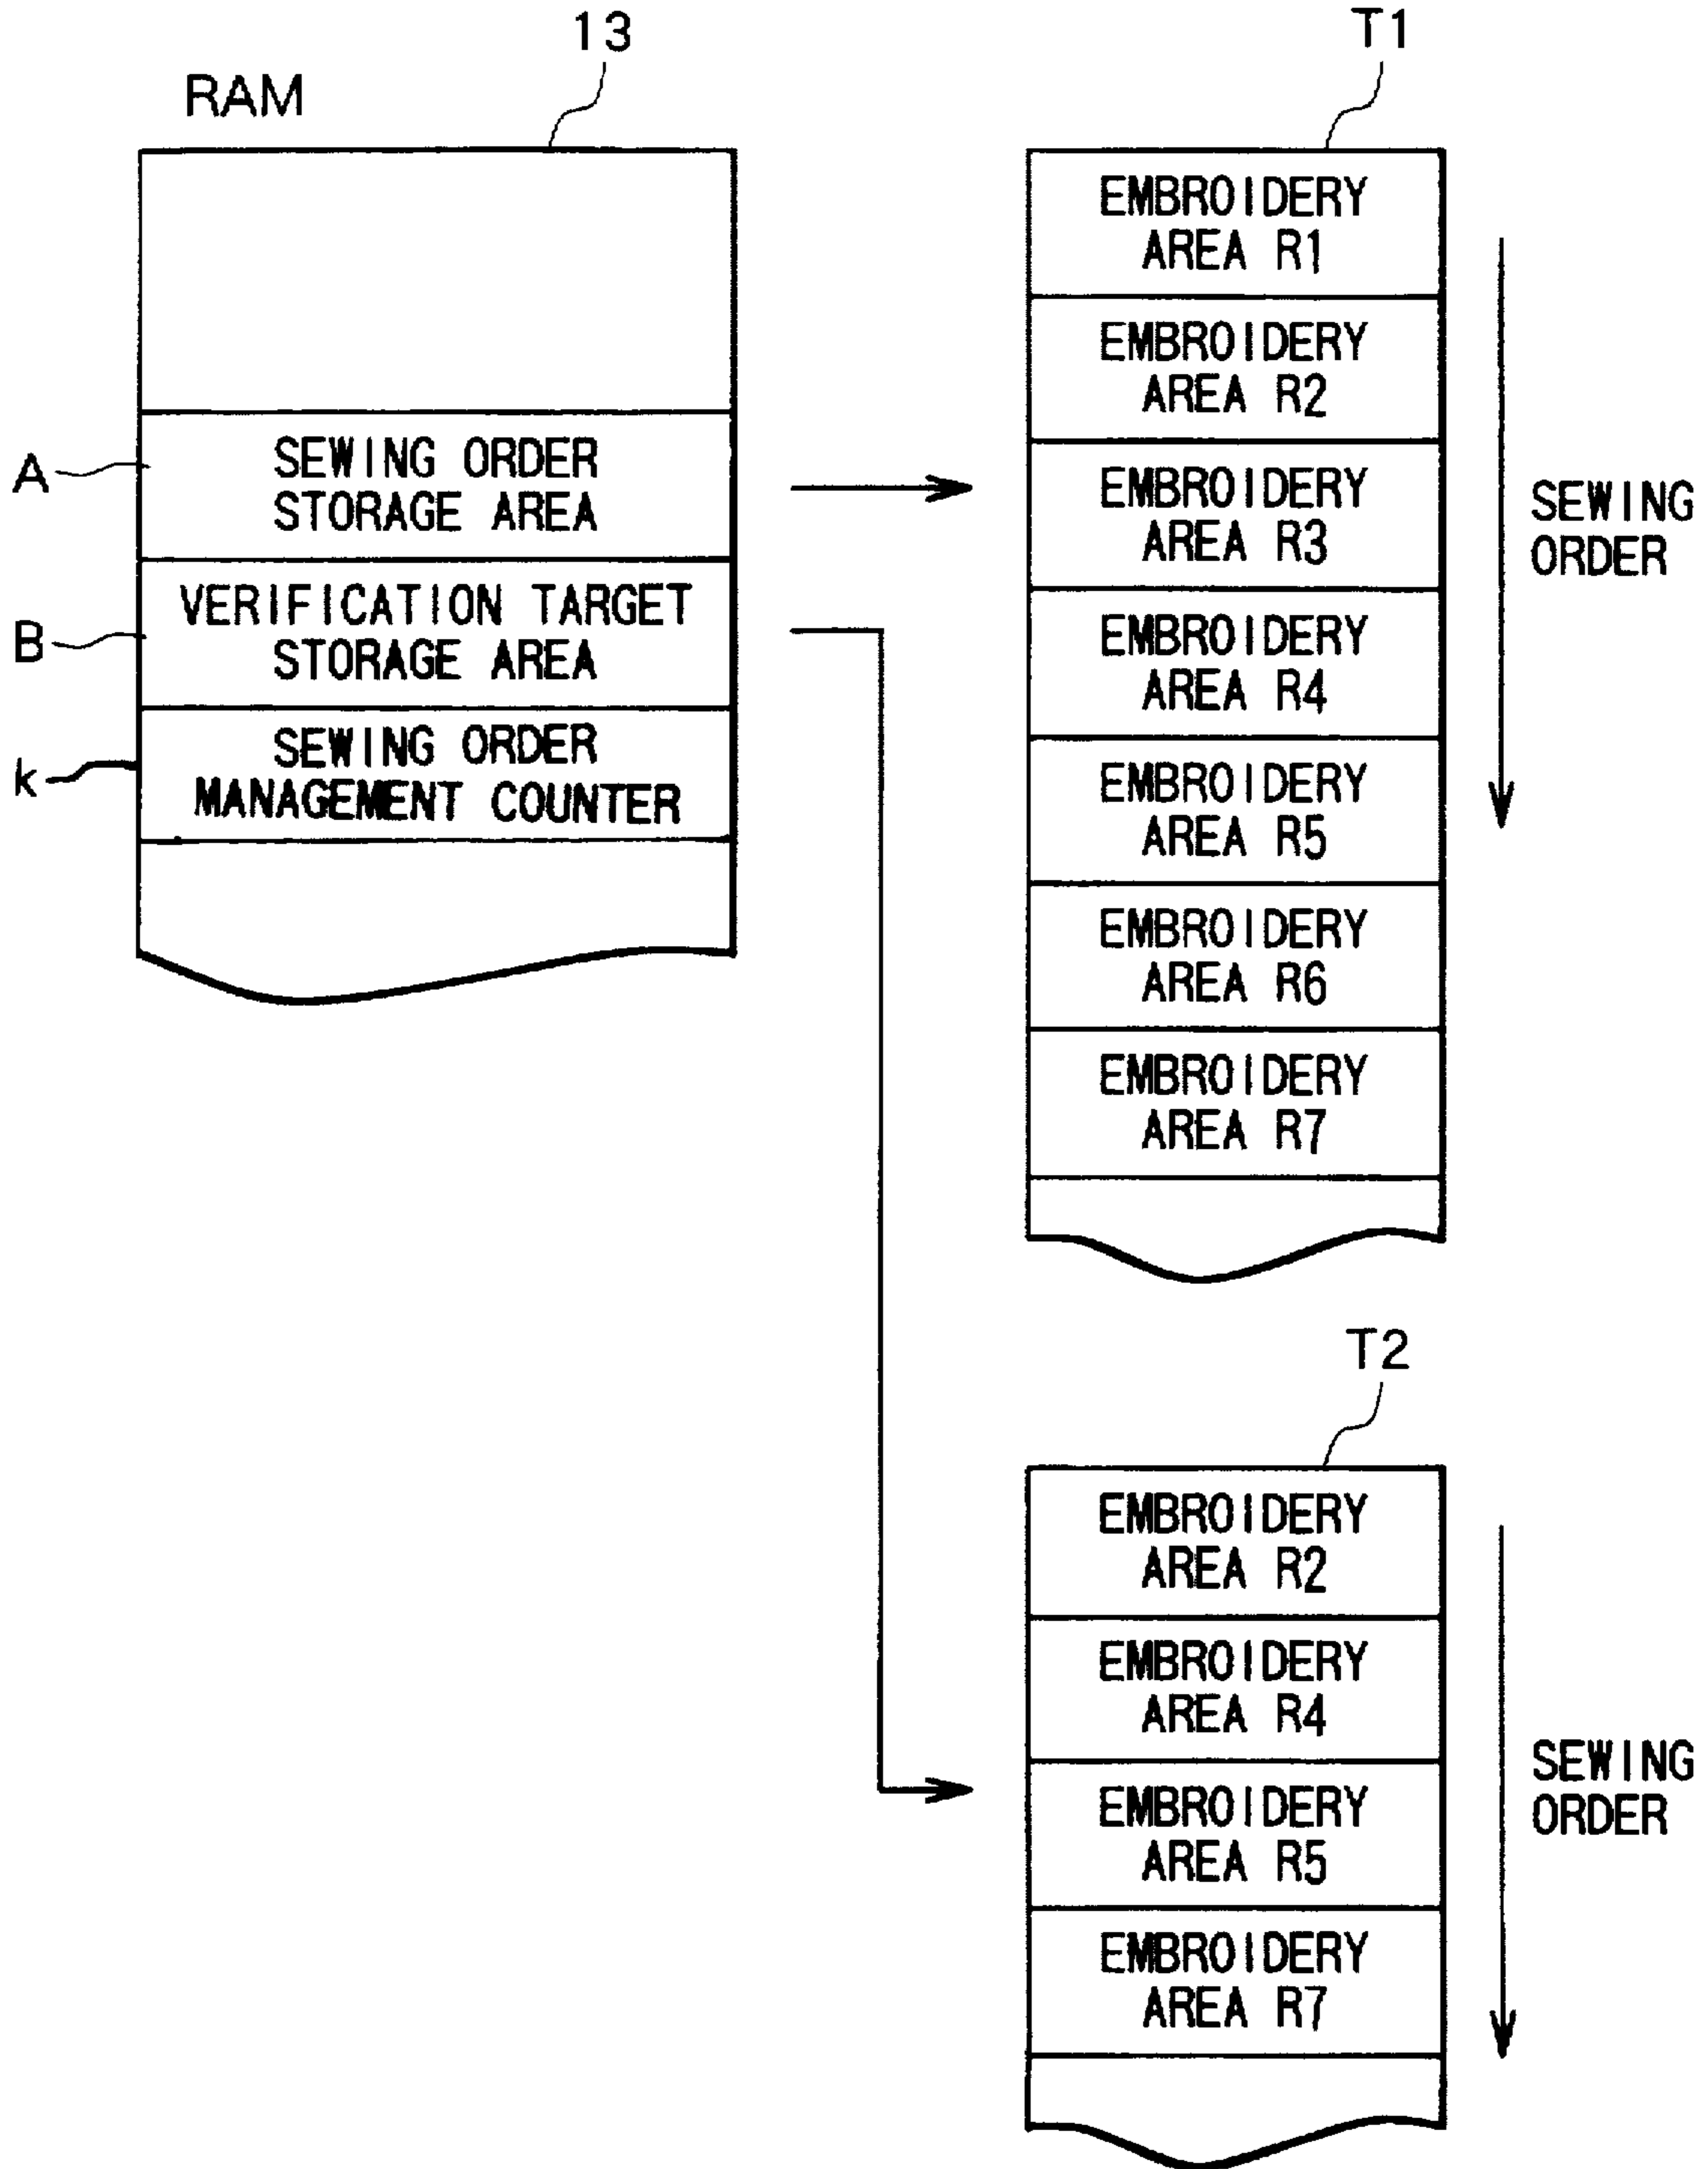 13
RAM
A
SEWING ORDER
STORAGE AREA
B
VERIFICATION TARGET
STORAGE AREA
k
SEWING ORDER
MANAGEMENT COUNTER
T1
EMBROIDERY
AREA R1
EMBROIDERY
AREA R2
EMBROIDERY
AREA R3
EMBROIDERY
AREA R4
EMBROIDERY
AREA R5
EMBROIDERY
AREA R6
EMBROIDERY
AREA R7
SEWING
ORDER
T2
EMBROIDERY
AREA R2
EMBROIDERY
AREA R4
EMBROIDERY
AREA R5
EMBROIDERY
AREA R7
SEWING
ORDER